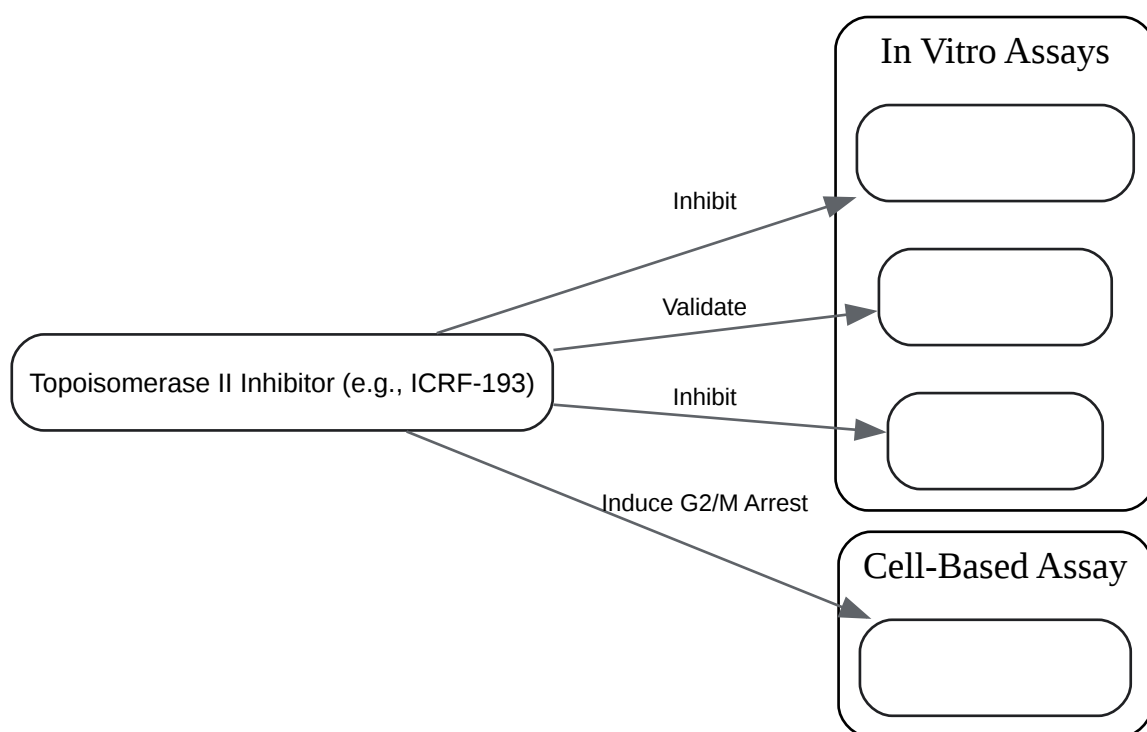 In Vitro Assays
Inhibit
Validate
Topoisomerase II Inhibitor (e.g., ICRF-193)
Inhibit
Induce G2/M Arrest
Cell-Based Assay